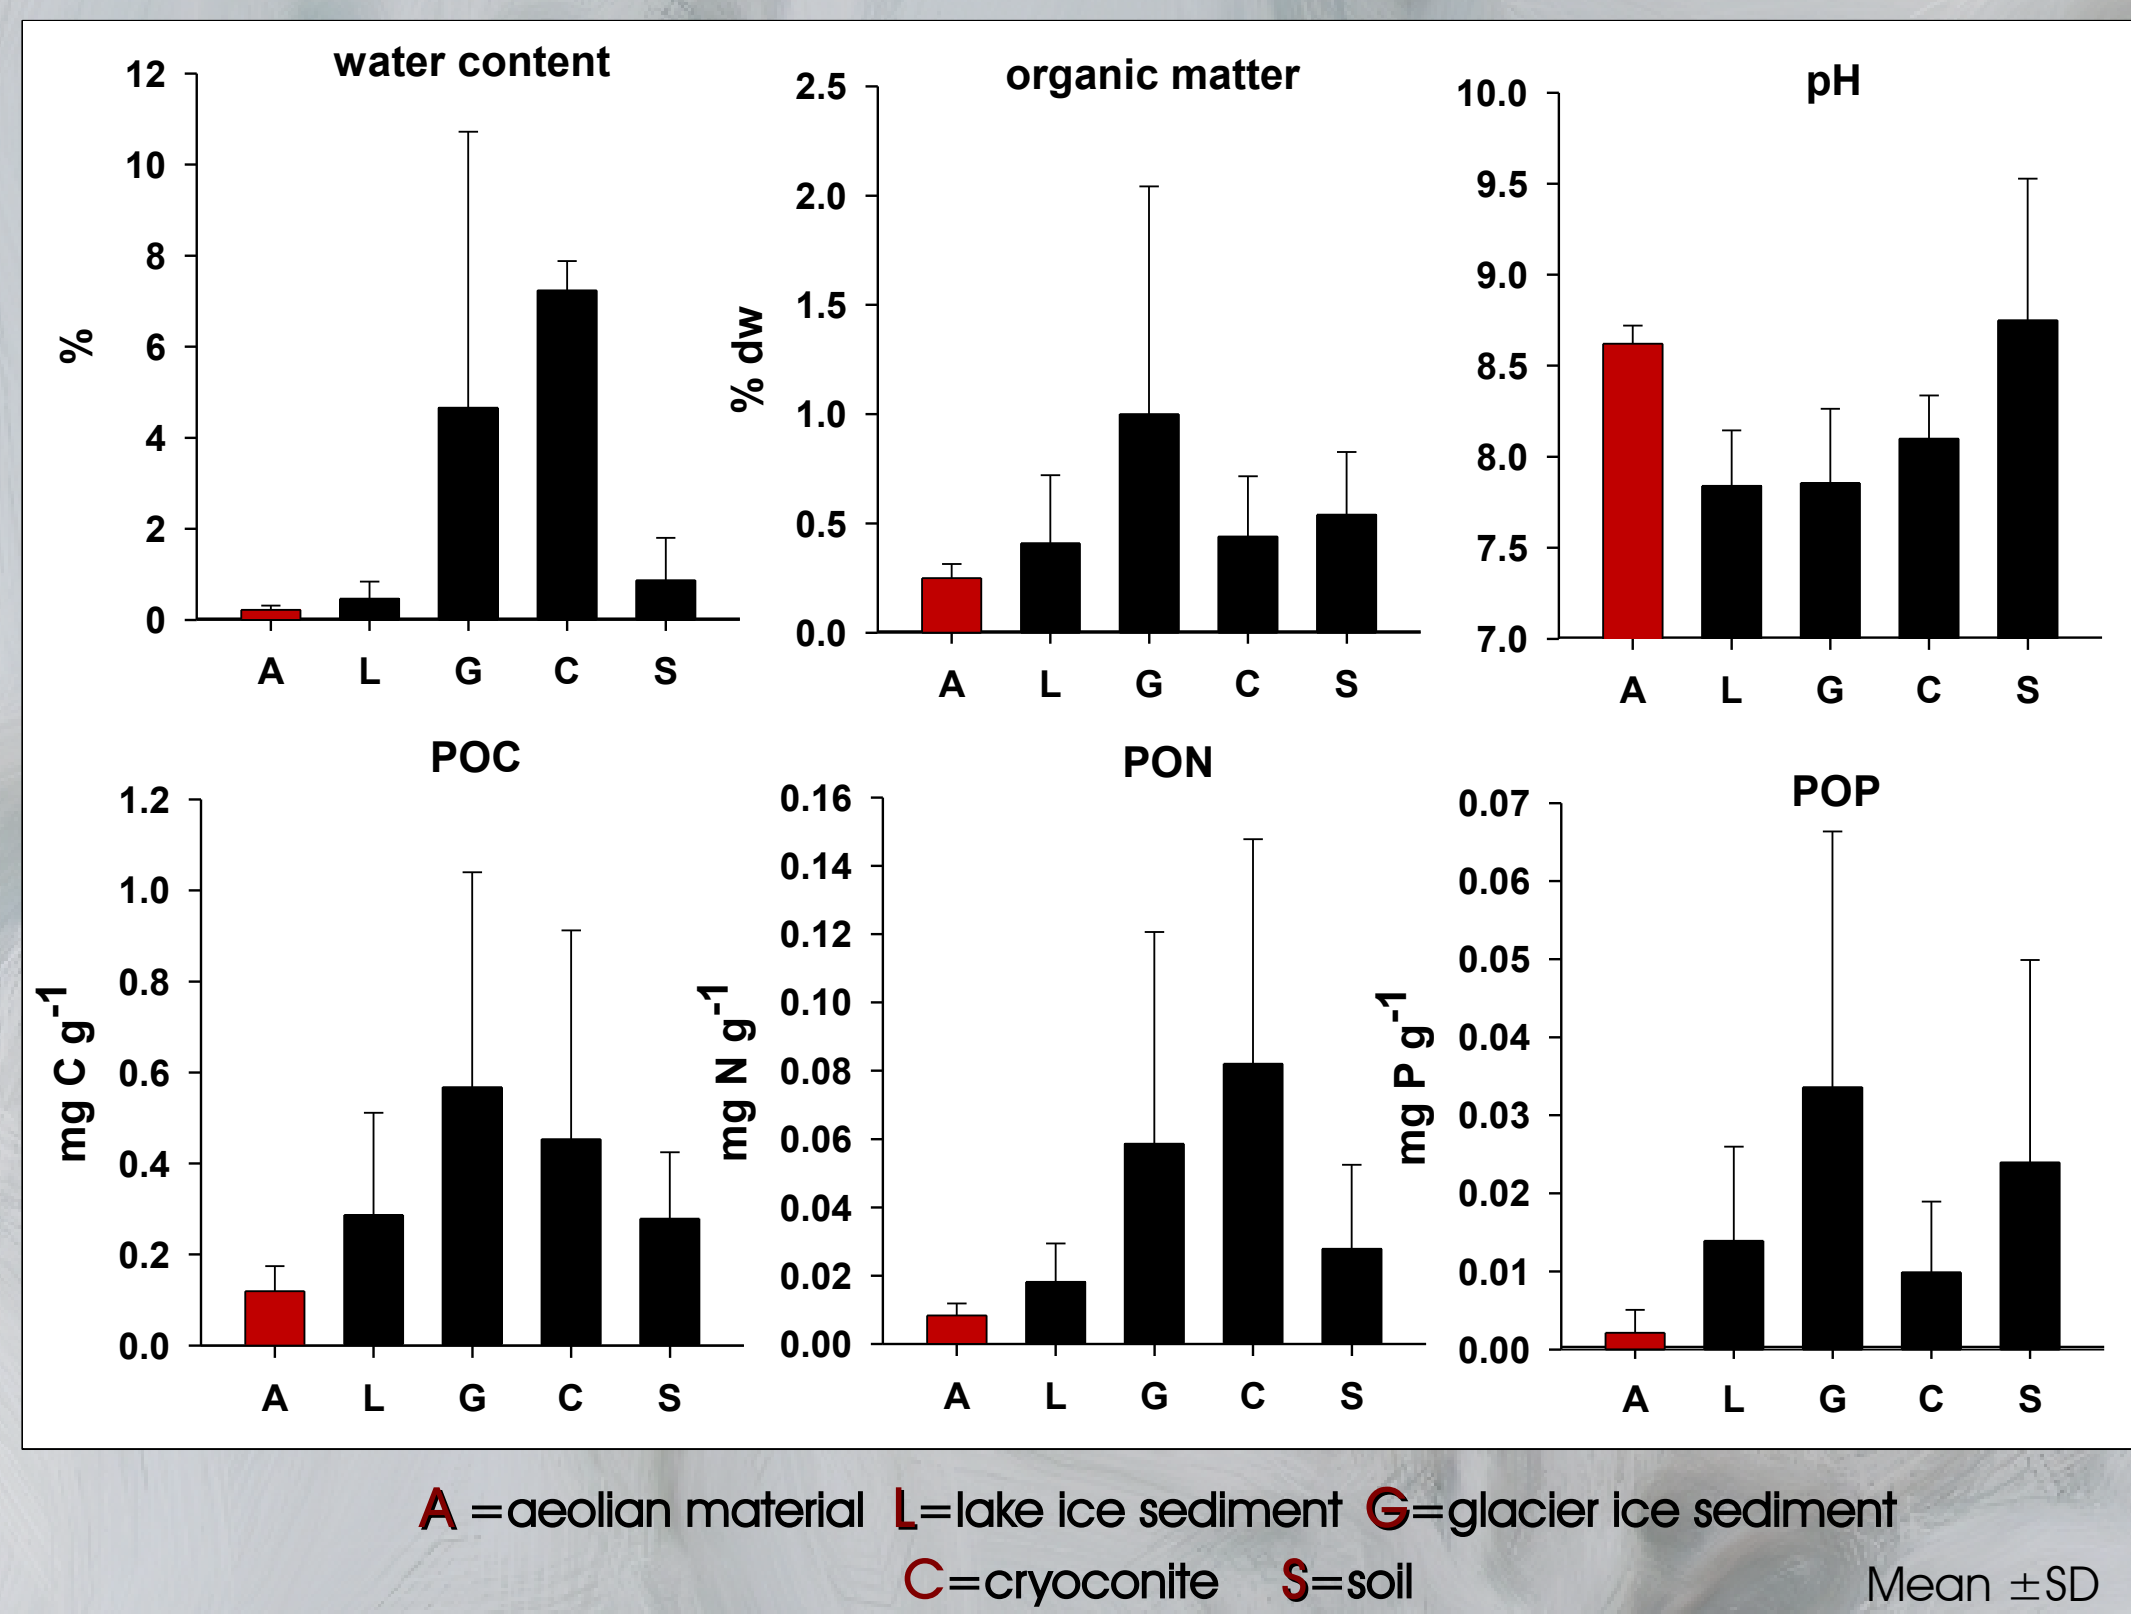 water content
12
10
8
6
4
2
0
%
A L G C S
organic matter
2.5
2.0
1.5
1.0
0.5
0.0
% dw
A L G C S
pH
10.0
9.5
9.0
8.5
8.0
7.5
7.0
A L G C S
POC
1.2
1.0
0.8
0.6
0.4
0.2
0.0
mg C g-1
A L G C S
PON
0.16
0.14
0.12
0.10
0.08
0.06
0.04
0.02
0.00
mg N g-1
A L G C S
POP
0.07
0.06
0.05
0.04
0.03
0.02
0.01
0.00
mg P g-1
A L G C S
A =aeolian material L=lake ice sediment G=glacier ice sediment
C=cryoconite S=soil
Mean ±SD